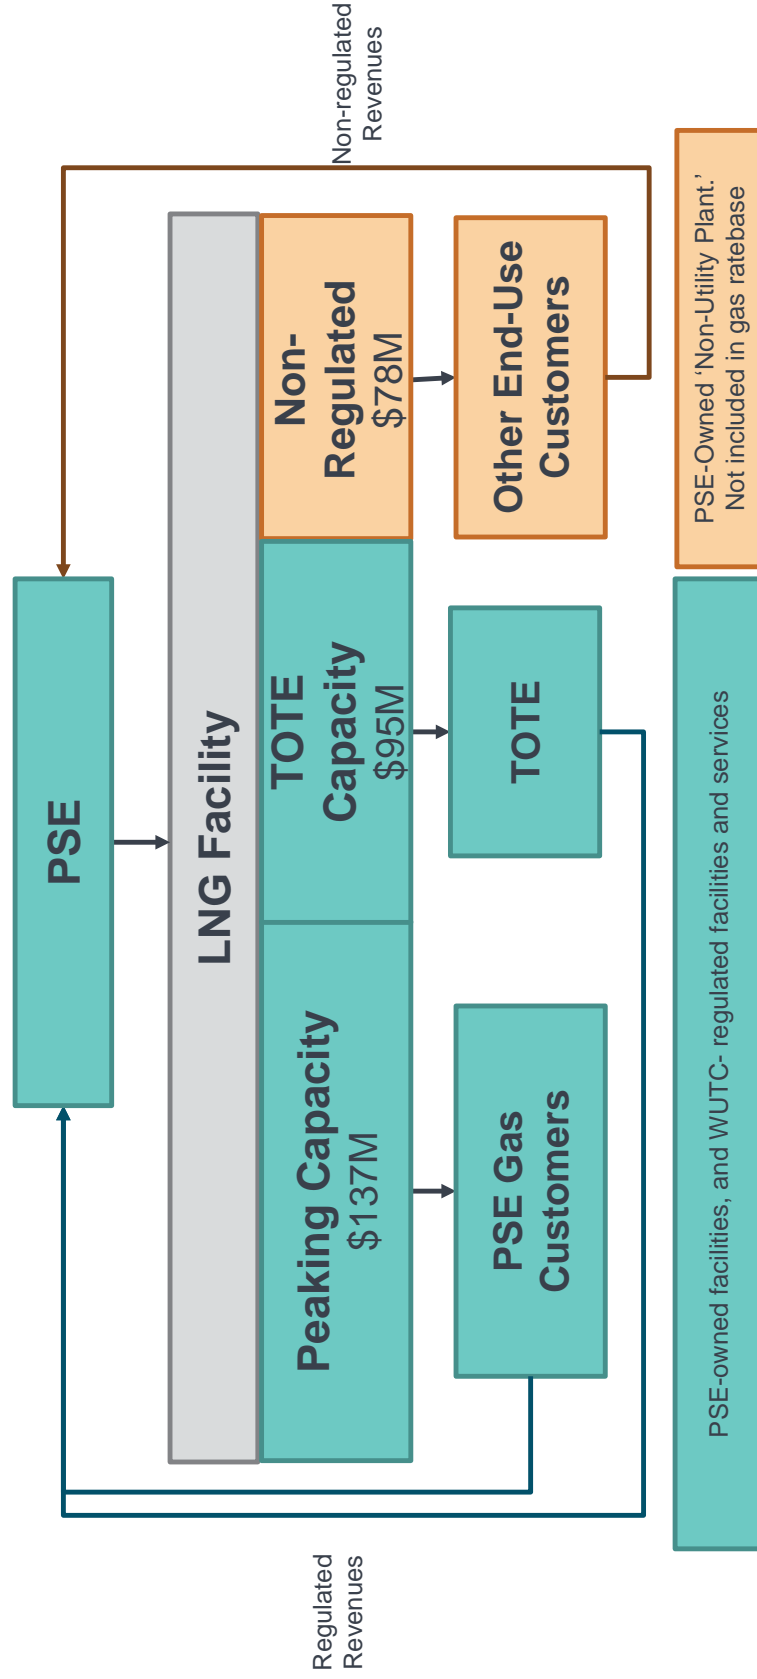 PSE
LNG Facility
Peaking Capacity
$137M
TOTE
Capacity
$95M
Non-
Regulated
$78M
PSE Gas
Customers
TOTE
Other End-Use
Customers
Regulated
Revenues
Non-regulated
Revenues
PSE-owned facilities, and WUTC- regulated facilities and services
PSE-Owned ‘Non-Utility Plant.’
Not included in gas ratebase